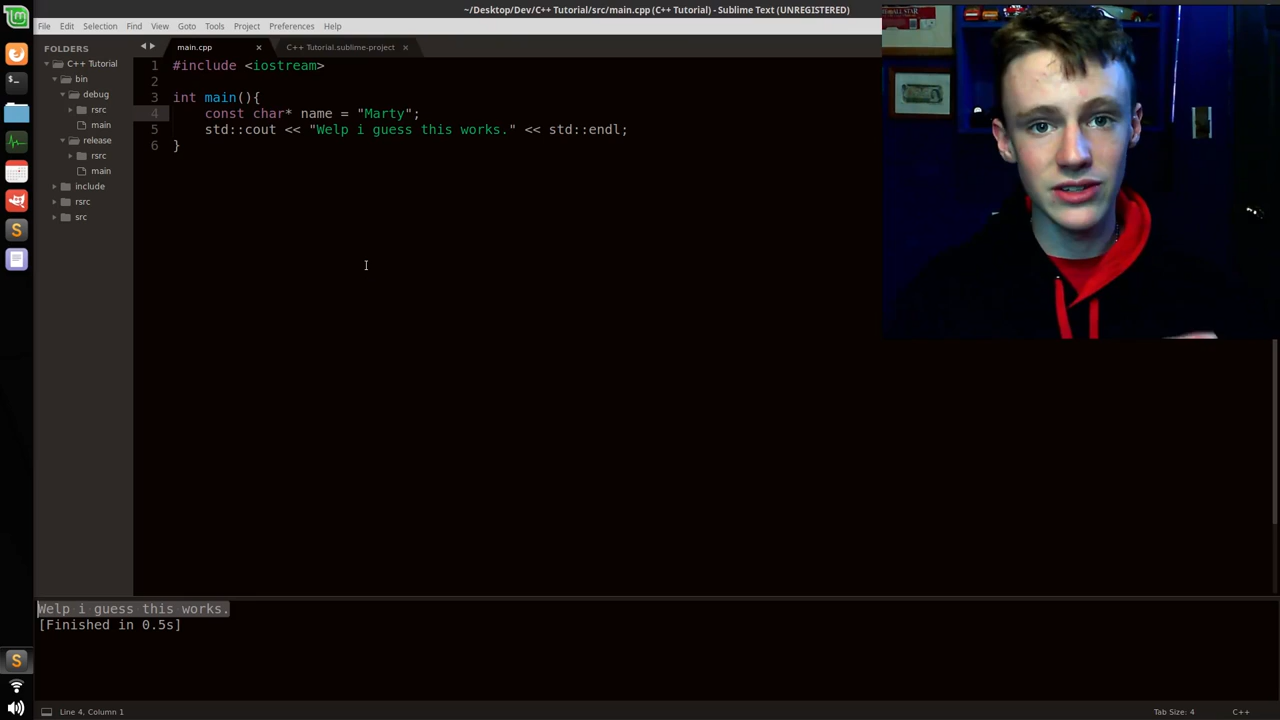 ~/Desktop/Dev/C++ Tutorial/src/main.cpp (C++ Tutorial) - Sublime Text (UNREGISTERED)
File Edit Selection Find View Goto Tools Project Preferences Help
FOLDERS
C++ Tutorial
bin
debug
rsrc
main
release
rsrc
main
include
rsrc
src
main.cpp × C++ Tutorial.sublime-project ×
1 #include <iostream>
2
3 int main(){
4 const char* name = "Marty";
5 std::cout << "Welp i guess this works." << std::endl;
6 }
Welp i guess this works.
[Finished in 0.5s]
Line 4, Column 1
Tab Size: 4
C++